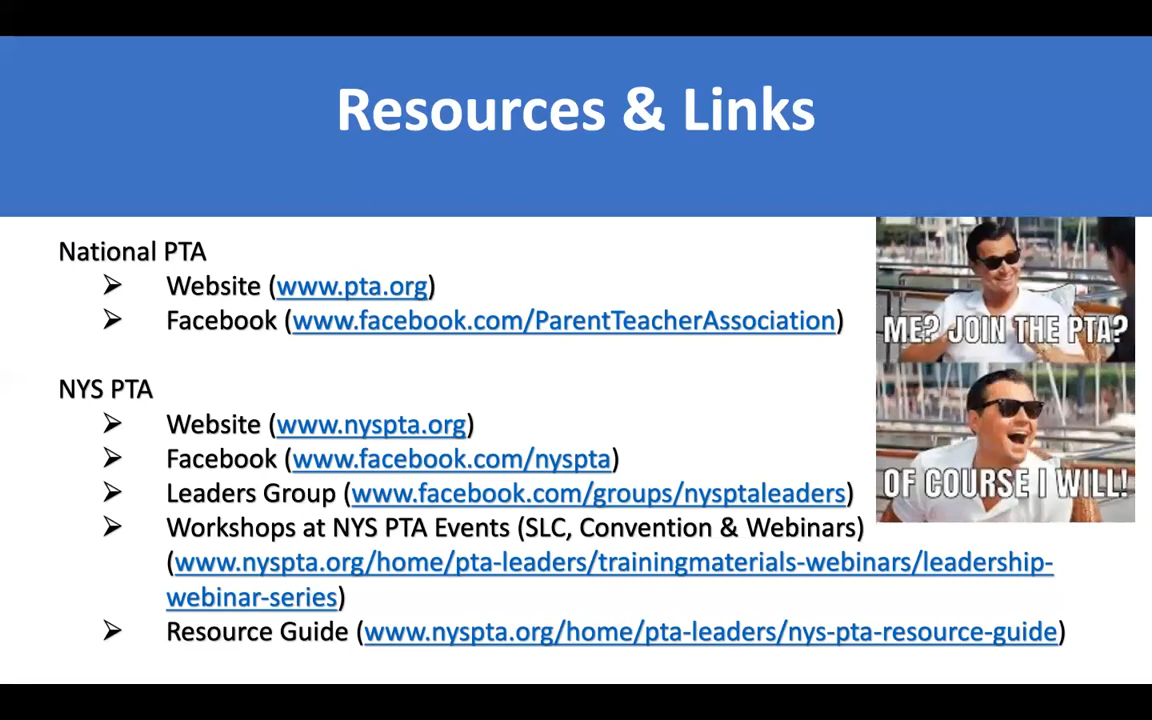 Resources & Links
National PTA
➢ Website (www.pta.org)
➢ Facebook (www.facebook.com/ParentTeacherAssociation)
ME? JOIN THE PTA?
NYS PTA
➢ Website (www.nyspta.org)
➢ Facebook (www.facebook.com/nyspta)
➢ Leaders Group (www.facebook.com/groups/nysptaleaders)
OF COURSE I WILL!
➢ Workshops at NYS PTA Events (SLC, Convention & Webinars)
(www.nyspta.org/home/pta-leaders/trainingmaterials-webinars/leadership-
webinar-series)
➢ Resource Guide (www.nyspta.org/home/pta-leaders/nys-pta-resource-guide)